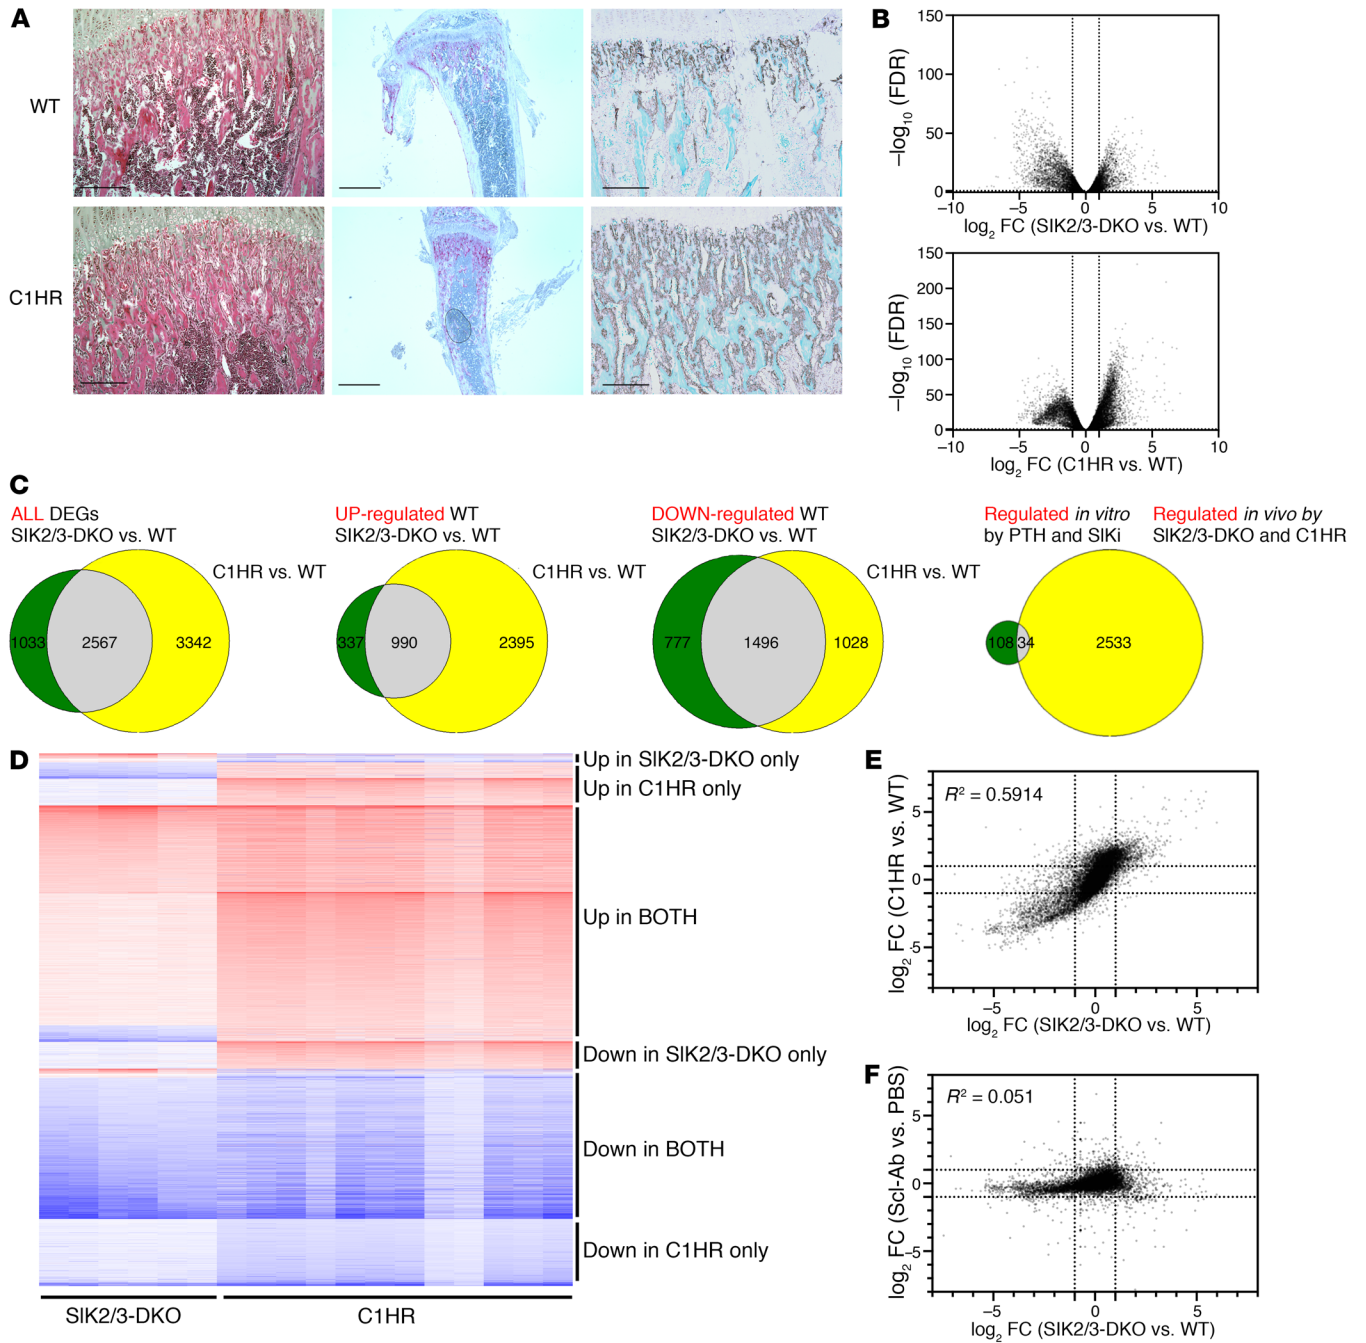 A
WT
C1HR
B
150
100
50
0
–log10 (FDR)
–10
–5
0
5
10
log2 FC (SIK2/3-DKO vs. WT)
250
200
150
100
50
0
–log10 (FDR)
–10
–5
0
5
10
log2 FC (C1HR vs. WT)
C
ALL DEGs
SIK2/3-DKO vs. WT
C1HR vs. WT
1033
2567
3342
UP-regulated WT
SIK2/3-DKO vs. WT
C1HR vs. WT
337
990
2395
DOWN-regulated WT
SIK2/3-DKO vs. WT
C1HR vs. WT
777
1496
1028
Regulated in vitro
by PTH and SIKi
Regulated in vivo by
SIK2/3-DKO and C1HR
108
34
2533
D
Up in SIK2/3-DKO only
Up in C1HR only
Up in BOTH
Down in SIK2/3-DKO only
Down in BOTH
Down in C1HR only
SIK2/3-DKO
C1HR
E
R2 = 0.5914
5
0
-5
log2 FC (C1HR vs. WT)
–5
0
5
log2 FC (SIK2/3-DKO vs. WT)
F
R2 = 0.051
5
0
–5
log2 FC (Scl-Ab vs. PBS)
–5
0
5
log2 FC (SIK2/3-DKO vs. WT)